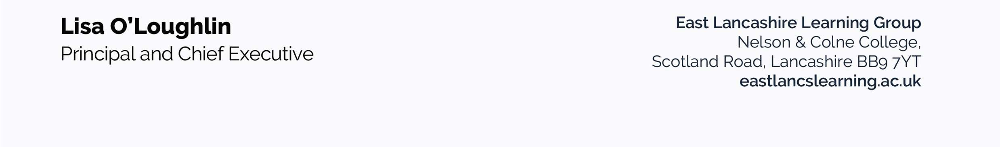 Lisa O’Loughlin
Principal and Chief Executive
East Lancashire Learning Group
Nelson & Colne College,
Scotland Road, Lancashire BB9 7YT
eastlancslearning.ac.uk